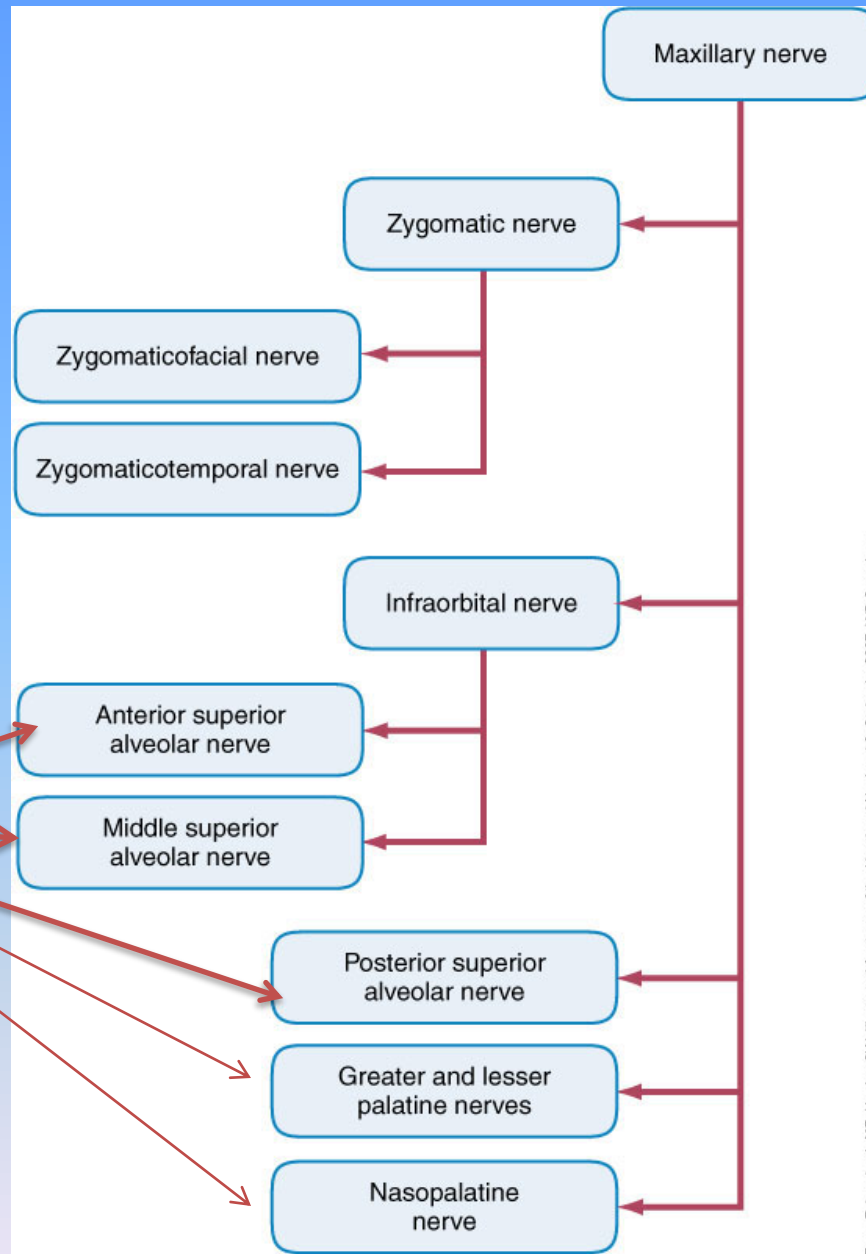 Maxillary nerve
Zygomatic nerve
Zygomaticofacial nerve
Zygomaticotemporal nerve
Infraorbital nerve
Anterior superior
alveolar nerve
Middle superior
alveolar nerve
Posterior superior
alveolar nerve
Greater and lesser
palatine nerves
Nasopalatine
nerve